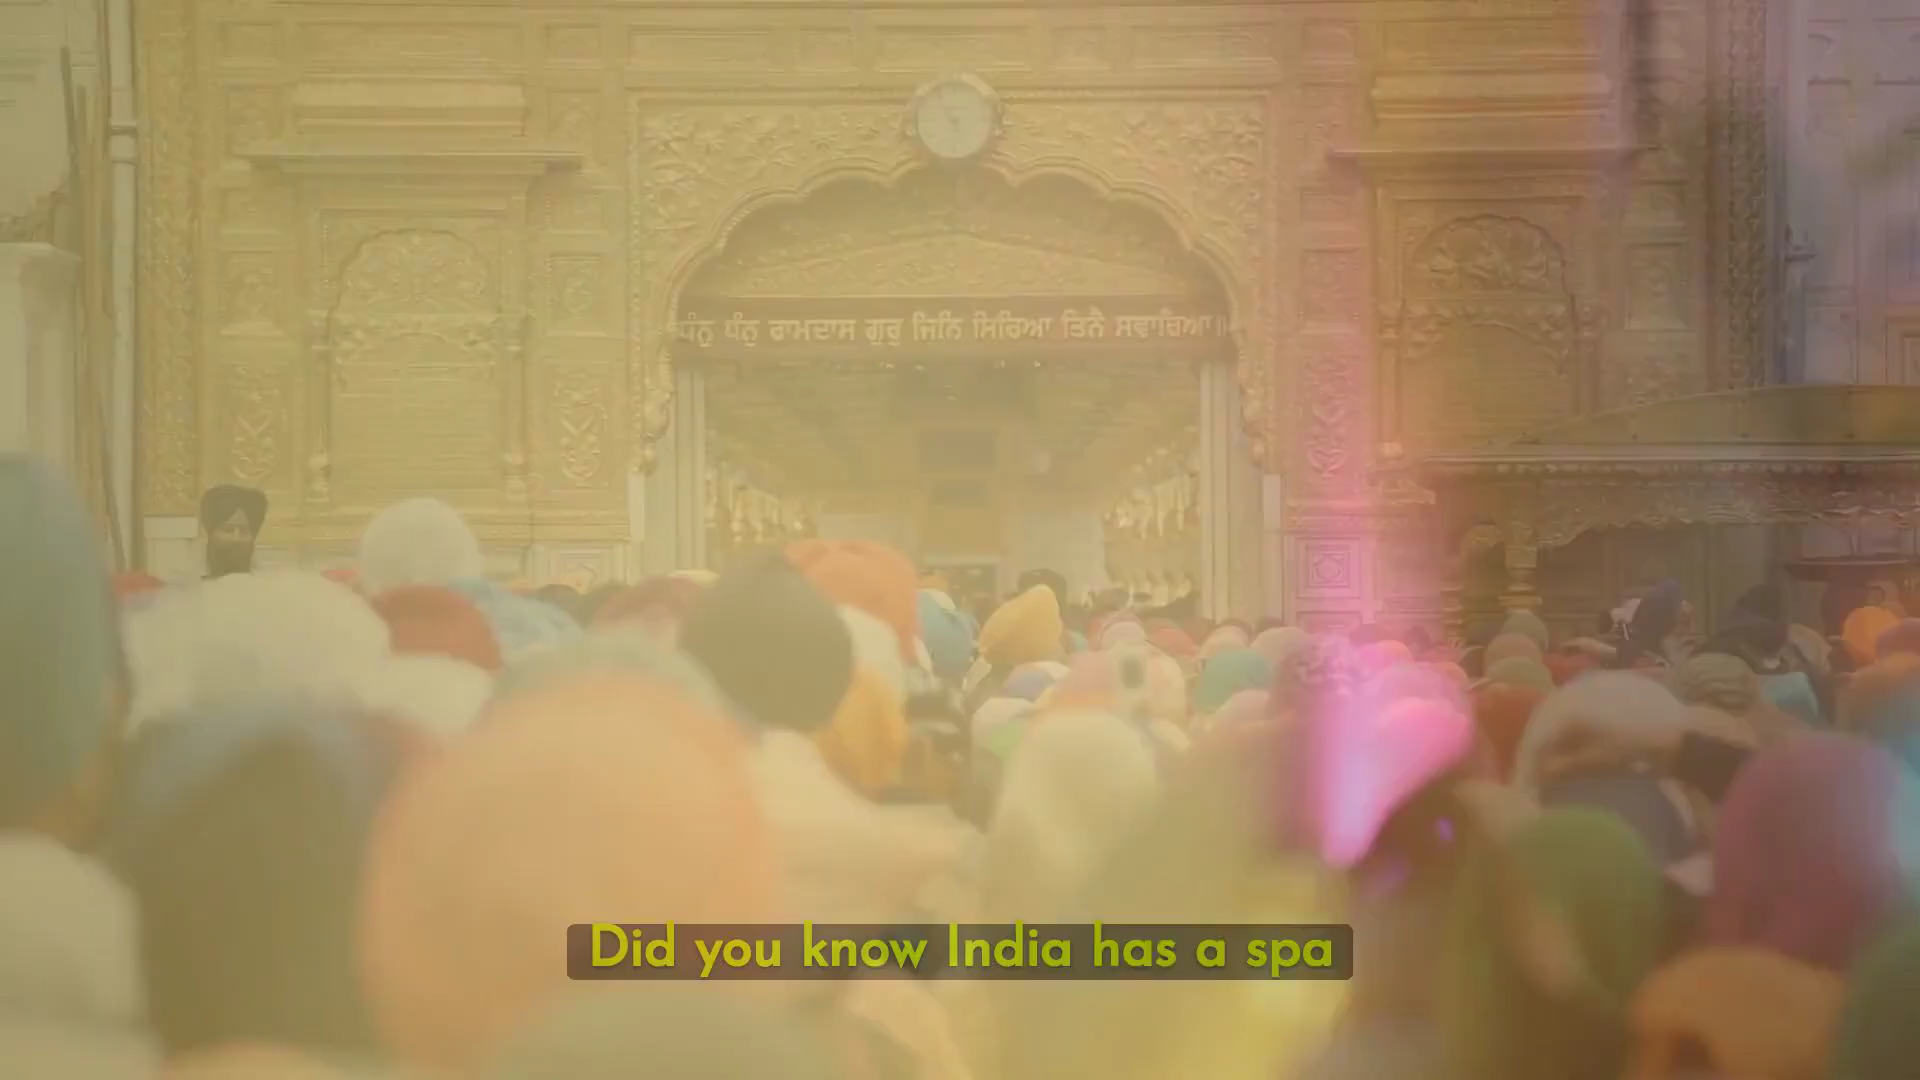 ਧੰਨੁ ਧੰਨੁ ਰਾਮਦਾਸ ਗੁਰੁ ਜਿਨਿ ਸਿਰਿਆ ਤਿਨੈ ਸਵਾਰਿਆ॥
Did you know India has a spa